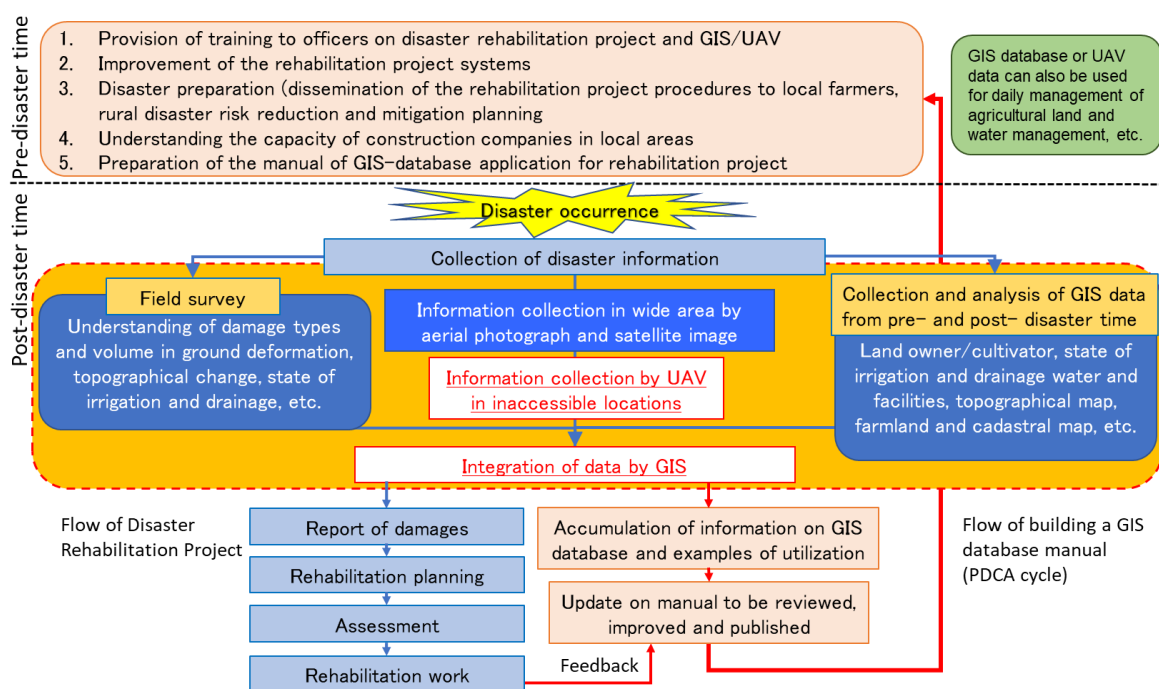 Pre-disaster time
1. Provision of training to officers on disaster rehabilitation project and GIS/UAV
2. Improvement of the rehabilitation project systems
3. Disaster preparation (dissemination of the rehabilitation project procedures to local farmers,
rural disaster risk reduction and mitigation planning
4. Understanding the capacity of construction companies in local areas
5. Preparation of the manual of GIS-database application for rehabilitation project
GIS database or UAV
data can also be used
for daily management of
agricultural land and
water management, etc.
Post-disaster time
Disaster occurrence
Collection of disaster information
Field survey
Understanding of damage types
and volume in ground deformation,
topographical change, state of
irrigation and drainage, etc.
Information collection in wide area by
aerial photograph and satellite image
Information collection by UAV
in inaccessible locations
Collection and analysis of GIS data
from pre- and post- disaster time
Land owner/cultivator, state of
irrigation and drainage water and
facilities, topographical map,
farmland and cadastral map, etc.
Integration of data by GIS
Flow of Disaster
Rehabilitation Project
Report of damages
Rehabilitation planning
Assessment
Rehabilitation work
Accumulation of information on GIS
database and examples of utilization
Update on manual to be reviewed,
improved and published
Feedback
Flow of building a GIS
database manual
(PDCA cycle)